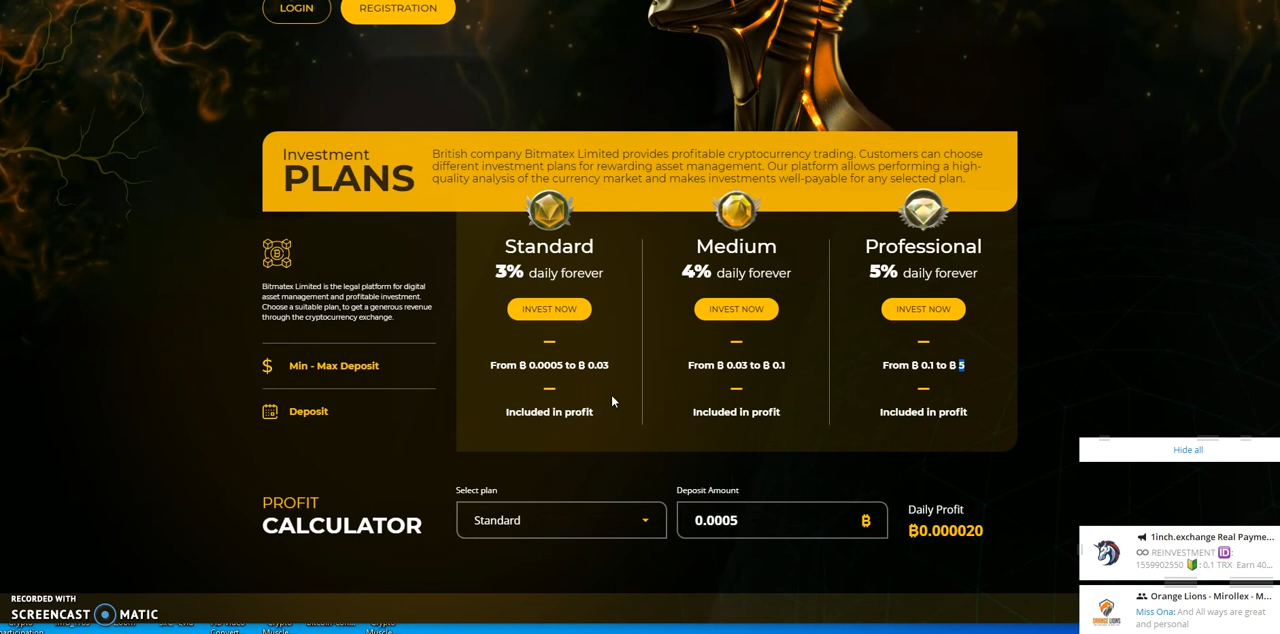 LOGIN
REGISTRATION
Investment
PLANS
British company Bitmatex Limited provides profitable cryptocurrency trading. Customers can choose
different investment plans for rewarding asset management. Our platform allows performing a high-
quality analysis of the currency market and makes investments well-payable for any selected plan.
Bitmatex Limited is the legal platform for digital
asset management and profitable investment.
Choose a suitable plan, to get a generous revenue
through the cryptocurrency exchange.
Min - Max Deposit
Deposit
Standard
3% daily forever
INVEST NOW
From ₿ 0.0005 to ₿ 0.03
Included in profit
Medium
4% daily forever
INVEST NOW
From ₿ 0.03 to ₿ 0.1
Included in profit
Professional
5% daily forever
INVEST NOW
From ₿ 0.1 to ₿ 5
Included in profit
PROFIT
CALCULATOR
Select plan
Standard
Deposit Amount
0.0005
Daily Profit
₿0.000020
Hide all
1inch.exchange Real Payme...
REINVESTMENT 🆔:
1559902550 🔰: 0.1 TRX Earn 40...
Orange Lions - Mirollex - M...
Miss Ona: And All ways are great
and personal
RECORDED WITH
SCREENCAST MATIC